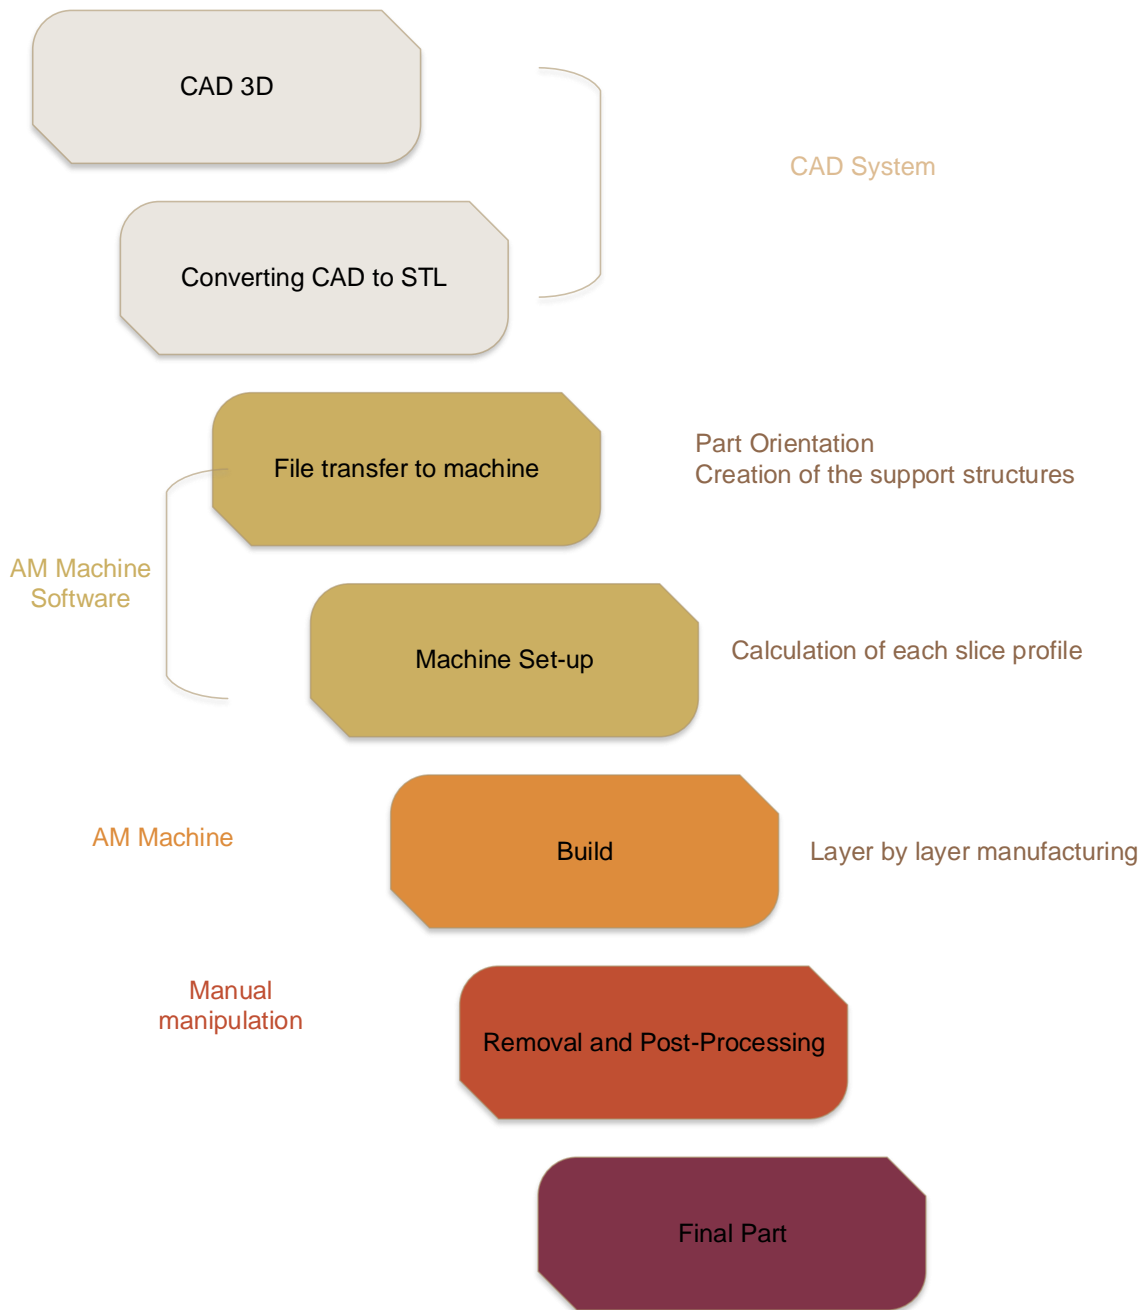 CAD 3D
CAD System
Converting CAD to STL
Part Orientation
Creation of the support structures
File transfer to machine
AM Machine
Software
Machine Set-up
Calculation of each slice profile
AM Machine
Build
Layer by layer manufacturing
Manual
manipulation
Removal and Post-Processing
Final Part